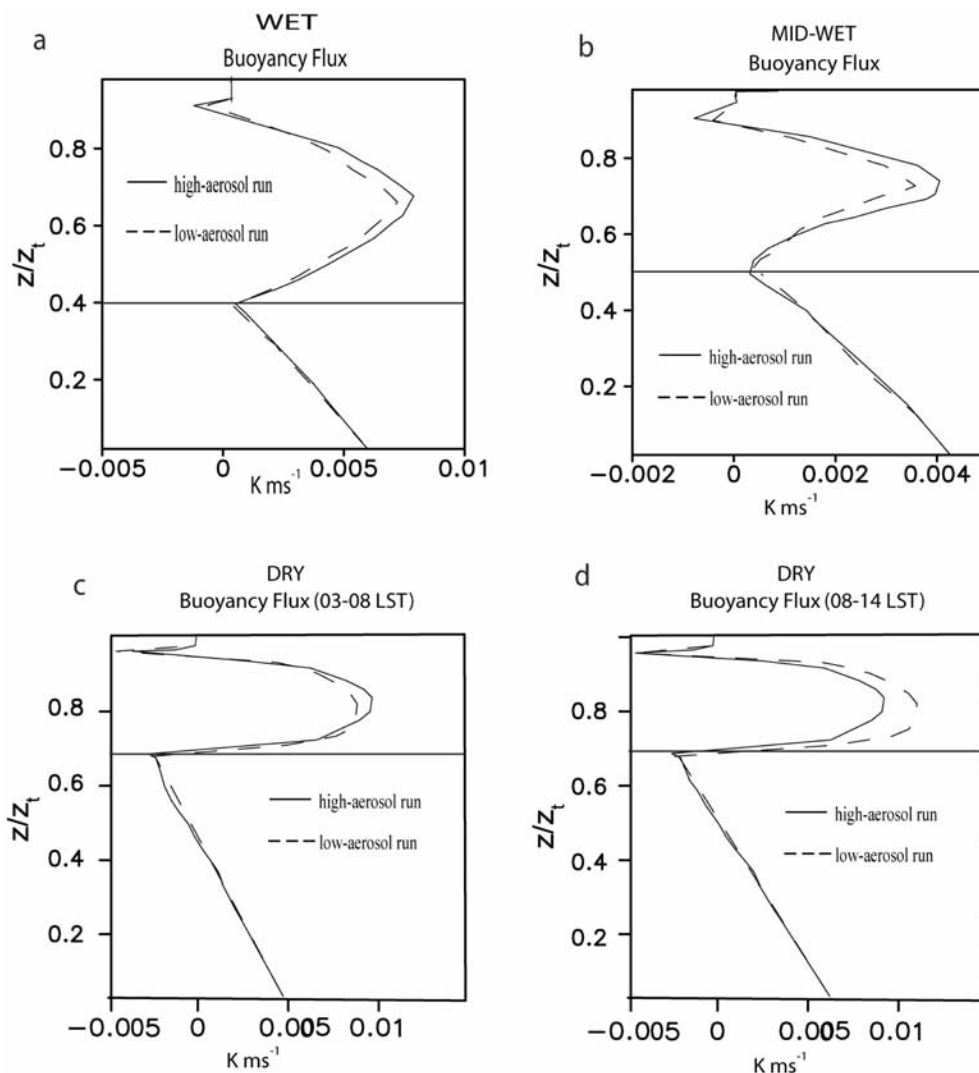 a
WET
Buoyancy Flux
0.8
0.6
0.4
0.2
z/z_t
high-aerosol run
low-aerosol run
−0.005 0 0.005 0.01
K ms⁻¹
b
MID-WET
Buoyancy Flux
0.8
0.6
0.4
0.2
z/z_t
high-aerosol run
low-aerosol run
−0.002 0 0.002 0.004
K ms⁻¹
c
DRY
Buoyancy Flux (03-08 LST)
0.8
0.6
0.4
0.2
z/z_t
high-aerosol run
low-aerosol run
−0.005 0 0.005 0.01
K ms⁻¹
d
DRY
Buoyancy Flux (08-14 LST)
0.8
0.6
0.4
0.2
z/z_t
high-aerosol run
low-aerosol run
−0.005 0 0.005 0.01
K ms⁻¹